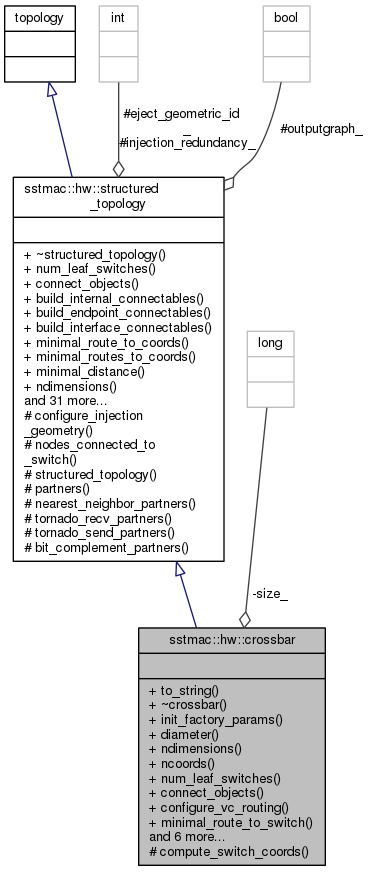 topology
int
bool
#eject_geometric_id
_
#injection_redundancy_
#outputgraph_
sstmac::hw::structured
_topology
+ ~structured_topology()
+ num_leaf_switches()
+ connect_objects()
+ build_internal_connectables()
+ build_endpoint_connectables()
+ build_interface_connectables()
+ minimal_route_to_coords()
+ minimal_routes_to_coords()
+ minimal_distance()
+ ndimensions()
and 31 more...
# configure_injection
_geometry()
# nodes_connected_to
_switch()
# structured_topology()
# partners()
# nearest_neighbor_partners()
# tornado_recv_partners()
# tornado_send_partners()
# bit_complement_partners()
long
-size_
sstmac::hw::crossbar
+ to_string()
+ ~crossbar()
+ init_factory_params()
+ diameter()
+ ndimensions()
+ ncoords()
+ num_leaf_switches()
+ connect_objects()
+ configure_vc_routing()
+ minimal_route_to_switch()
and 6 more...
# compute_switch_coords()